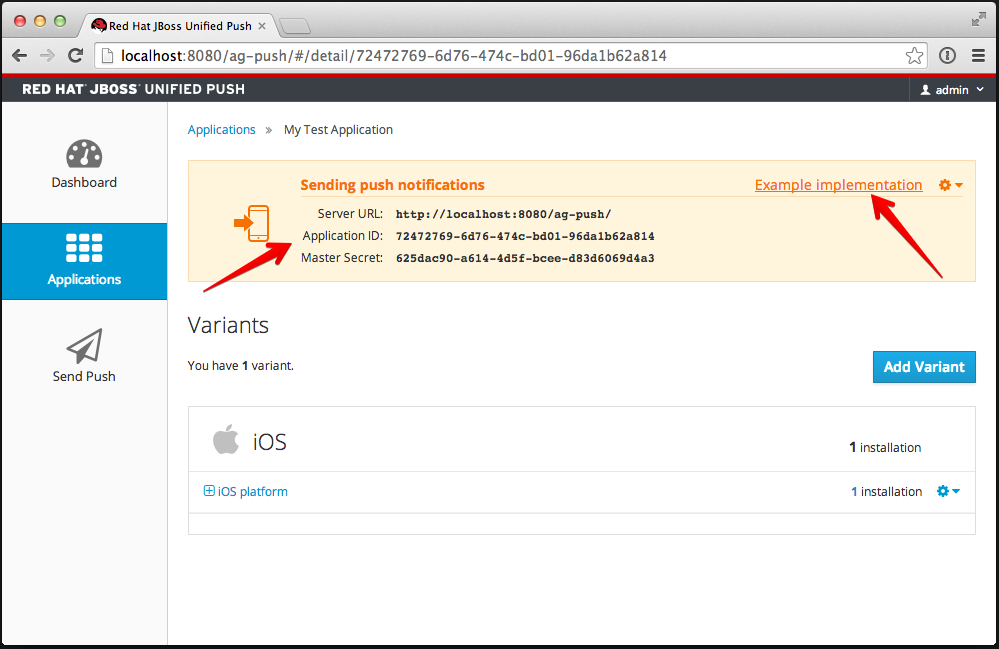 Red Hat JBoss Unified Push
localhost:8080/ag-push/#/detail/72472769-6d76-474c-bd01-96da1b62a814
RED HAT® JBOSS® UNIFIED PUSH
admin
Dashboard
Applications
Send Push
Applications » My Test Application
Sending push notifications
Example implementation
Server URL: http://localhost:8080/ag-push/
Application ID: 72472769-6d76-474c-bd01-96da1b62a814
Master Secret: 625dac90-a614-4d5f-bcee-d83d6069d4a3
Variants
You have 1 variant.
Add Variant
iOS
1 installation
iOS platform
1 installation